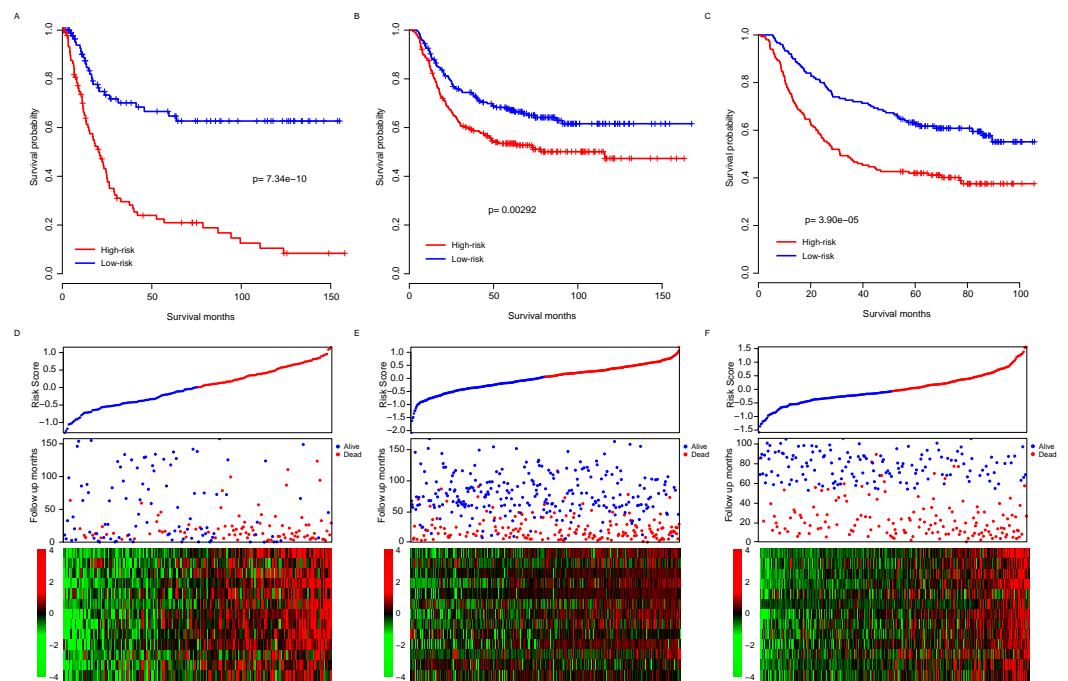 A
B
C
1.0
0.8
0.6
0.4
0.2
0.0
Survival probability
p= 7.34e−10
High-risk
Low-risk
0
50
100
150
Survival months
1.0
0.8
0.6
0.4
0.2
0.0
Survival probability
p= 0.00292
High-risk
Low-risk
0
50
100
150
Survival months
1.0
0.8
0.6
0.4
0.2
0.0
Survival probability
p= 3.90e−05
High-risk
Low-risk
0
20
40
60
80
100
Survival months
D
E
F
1.0
0.5
0.0
−0.5
−1.0
Risk Score
150
100
50
0
Follow up months
Alive
Dead
4
2
0
−2
−4
1.0
0.5
0.0
−0.5
−1.0
−1.5
−2.0
Risk Score
150
100
50
0
Follow up months
Alive
Dead
4
2
0
−2
−4
1.5
1.0
0.5
0.0
−0.5
−1.0
−1.5
Risk Score
100
80
60
40
20
0
Follow up months
Alive
Dead
4
2
0
−2
−4